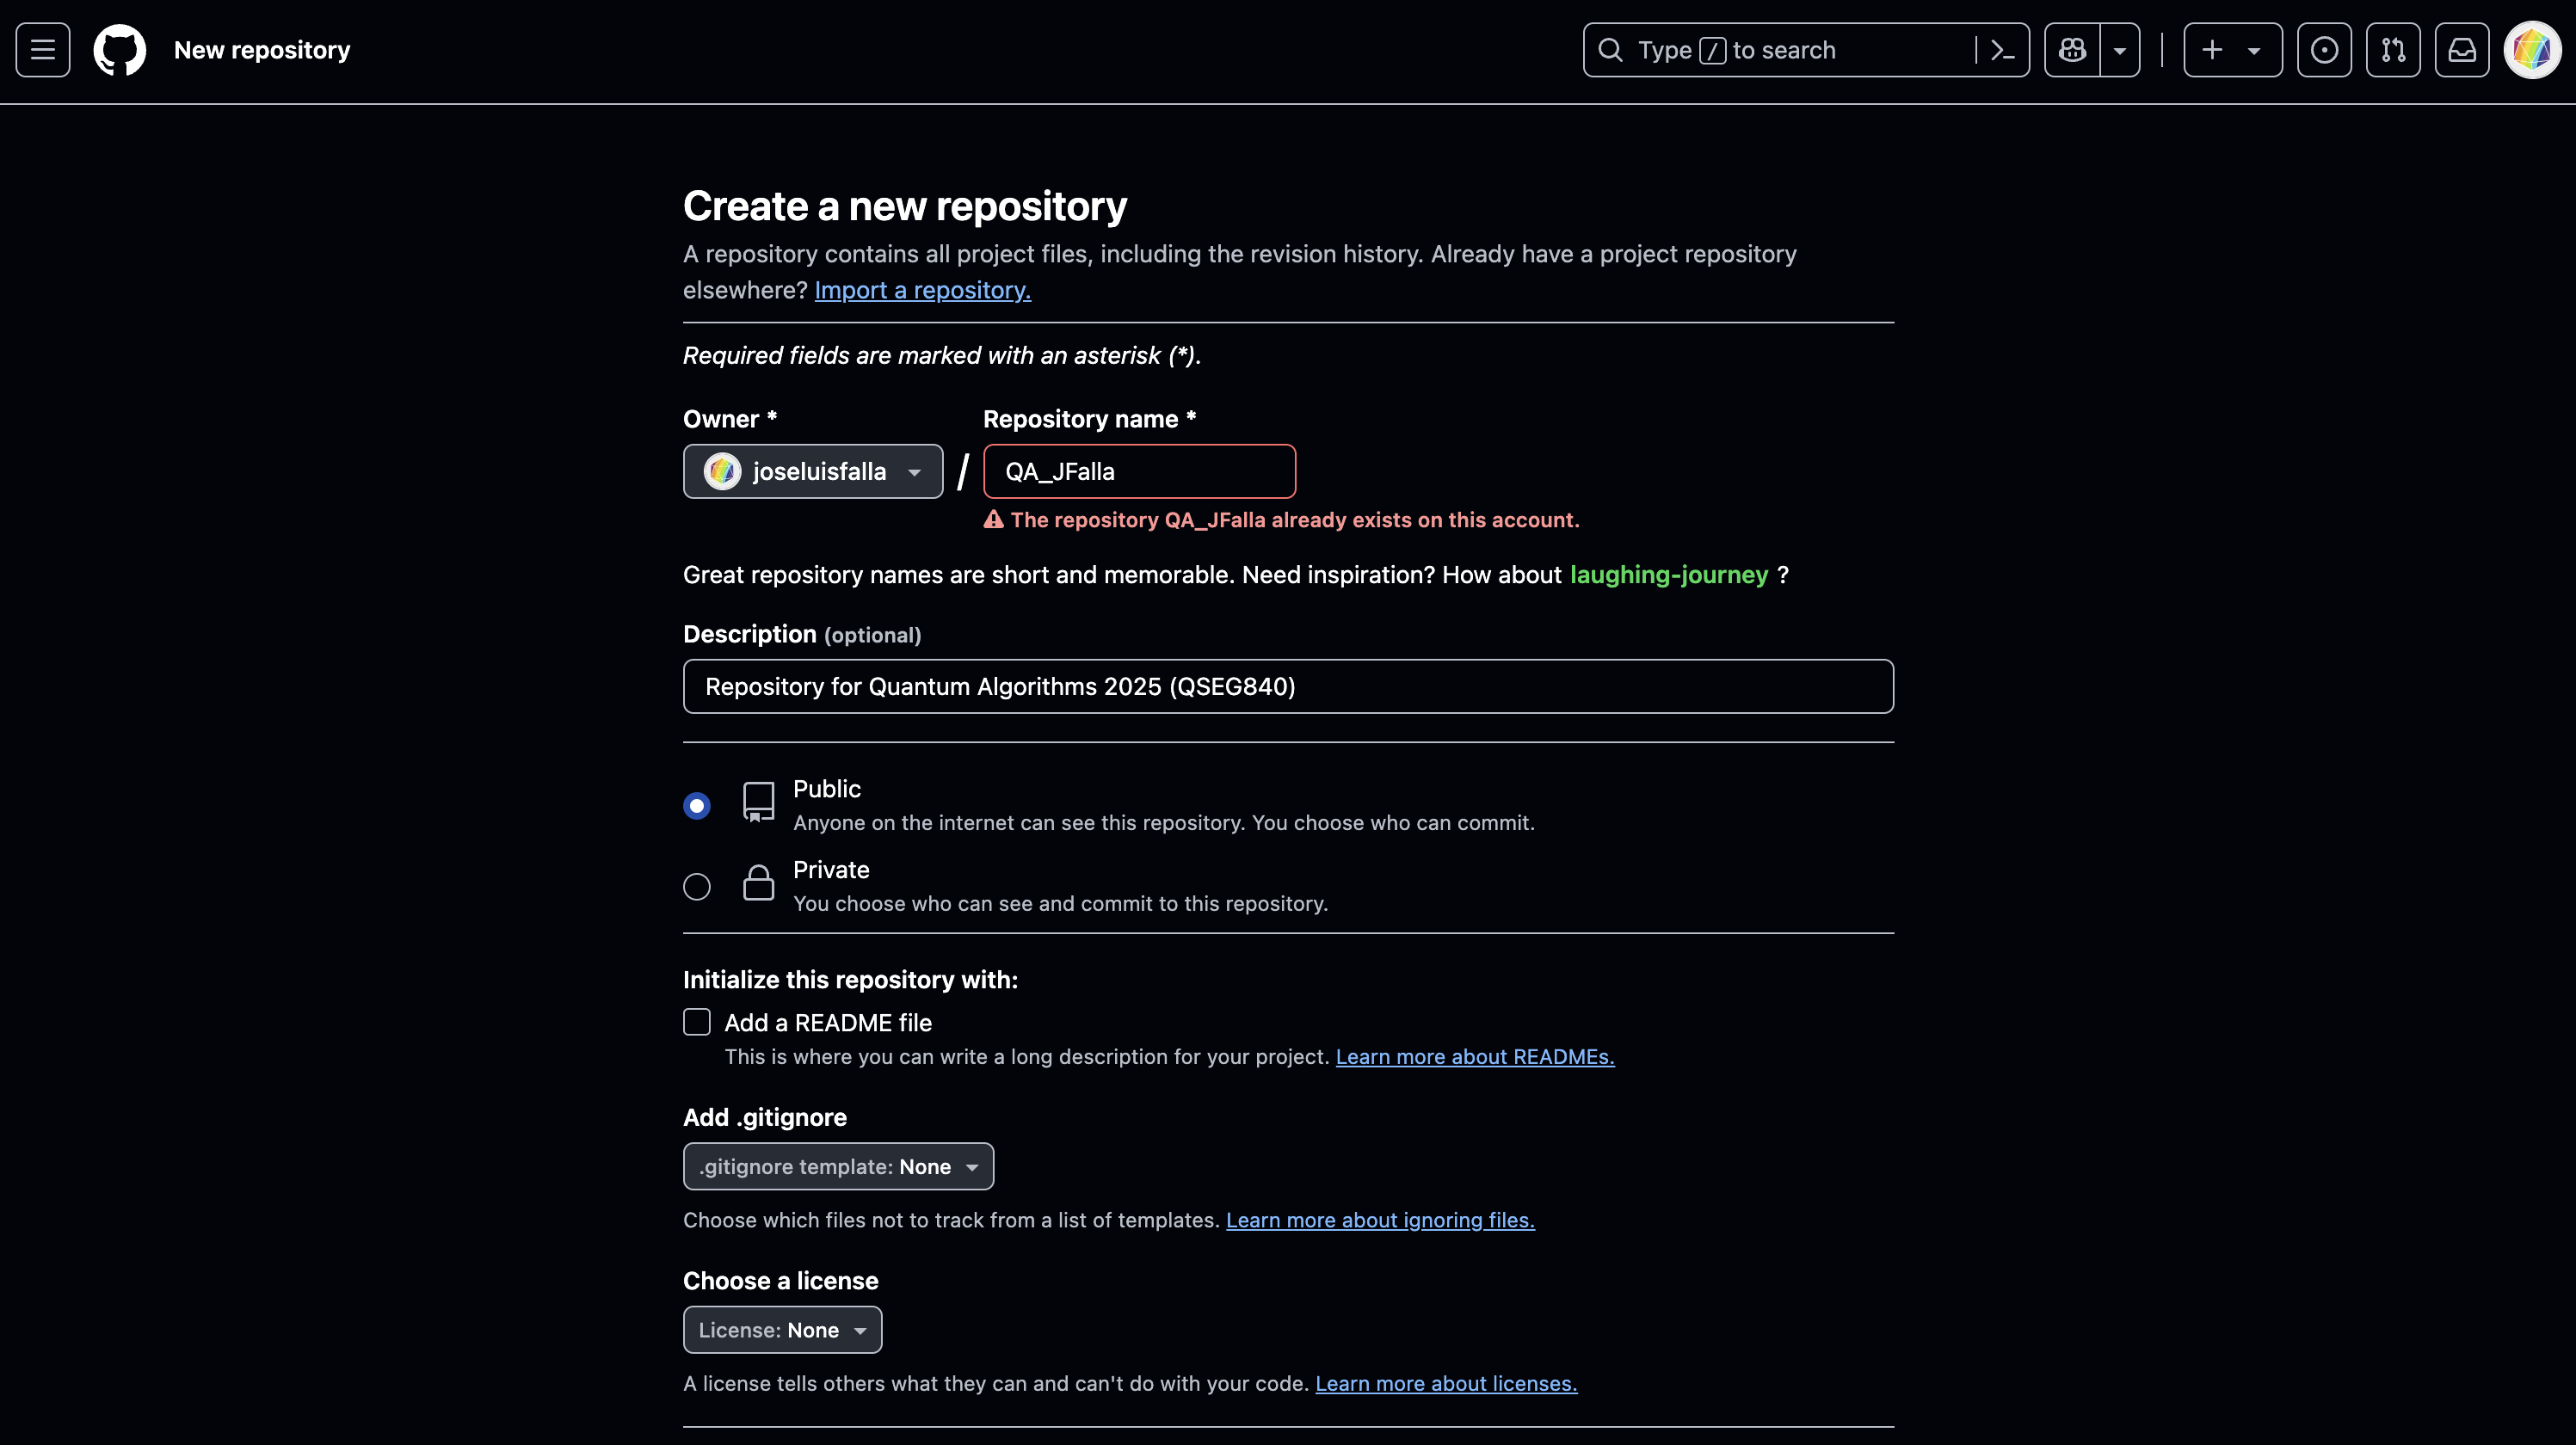 New repository
Type / to search
Create a new repository
A repository contains all project files, including the revision history. Already have a project repository
elsewhere? Import a repository.
Required fields are marked with an asterisk (*).
Owner * Repository name *
joseluisfalla / QA_JFalla
The repository QA_JFalla already exists on this account.
Great repository names are short and memorable. Need inspiration? How about laughing-journey ?
Description (optional)
Repository for Quantum Algorithms 2025 (QSEG840)
Public
Anyone on the internet can see this repository. You choose who can commit.
Private
You choose who can see and commit to this repository.
Initialize this repository with:
Add a README file
This is where you can write a long description for your project. Learn more about READMEs.
Add .gitignore
.gitignore template: None
Choose which files not to track from a list of templates. Learn more about ignoring files.
Choose a license
License: None
A license tells others what they can and can't do with your code. Learn more about licenses.